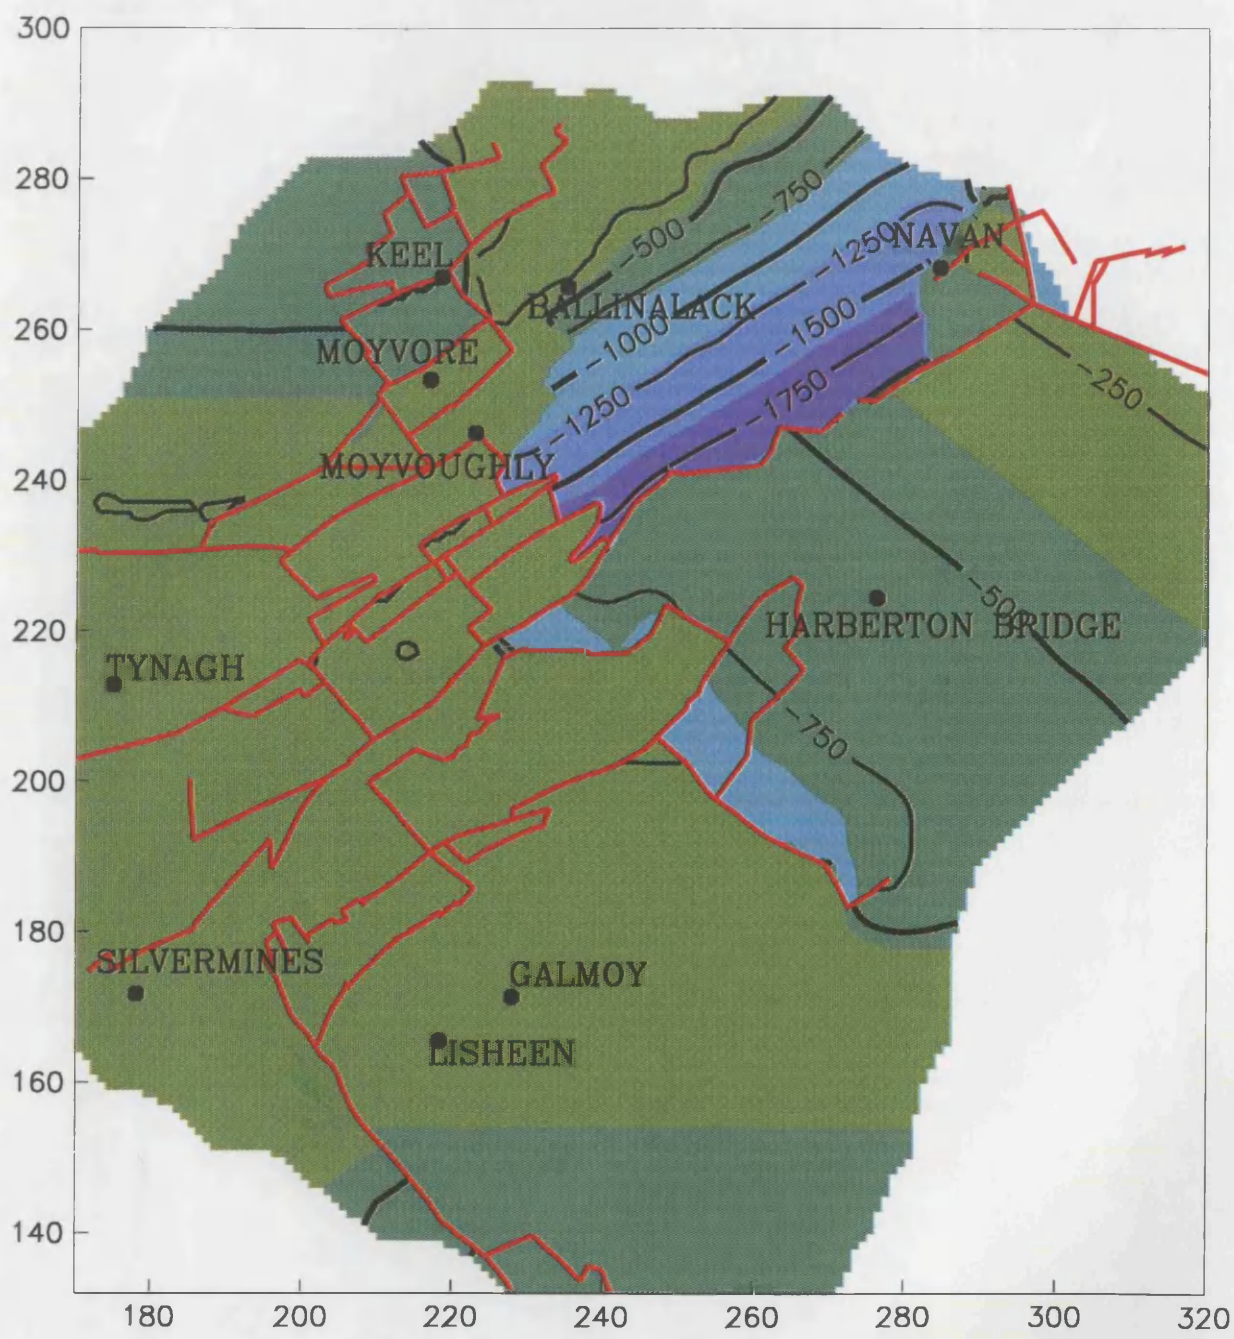 300
280
-750
-500
-1250
NAVAN
KEEL
BALLINALACK
260
-1000
-1500
MOYVORE
-1750
-250
-1250
MOYVOUGHLY
240
-500
220
HARBERTON BRIDGE
TYNAGH
-750
200
180
SILVERMINES
GALMOY
LISHEEN
160
140
180 200 220 240 260 280 300 320